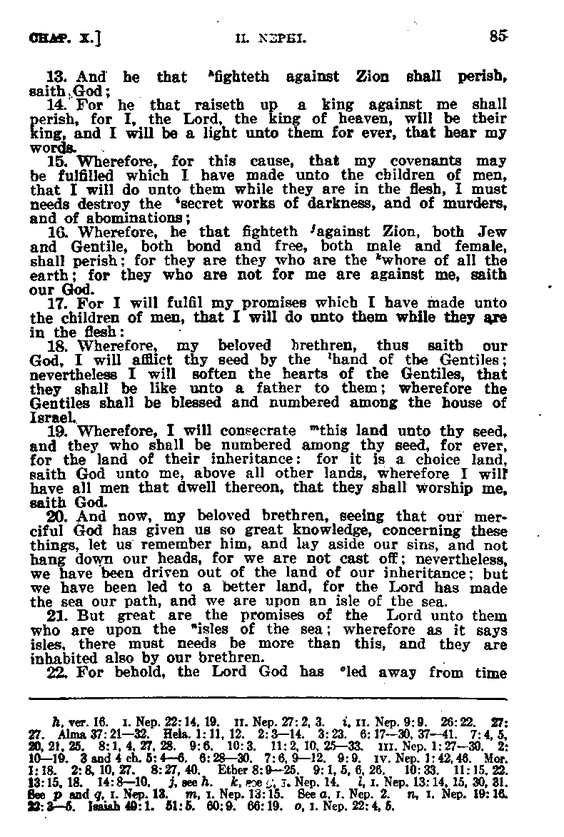 CHAP. X.] II. NEPHI. 85
13. And he that ʰfighteth against Zion shall perish,
saith God;
14. For he that raiseth up a king against me shall
perish, for I, the Lord, the king of heaven, will be their
king, and I will be a light unto them for ever, that hear my
words.
15. Wherefore, for this cause, that my covenants may
be fulfilled which I have made unto the children of men,
that I will do unto them while they are in the flesh, I must
needs destroy the ⁱsecret works of darkness, and of murders,
and of abominations;
16. Wherefore, he that fighteth ʲagainst Zion, both Jew
and Gentile, both bond and free, both male and female,
shall perish; for they are they who are the ᵏwhore of all the
earth; for they who are not for me are against me, saith
our God.
17. For I will fulfil my promises which I have made unto
the children of men, that I will do unto them while they are
in the flesh:
18. Wherefore, my beloved brethren, thus saith our
God, I will afflict thy seed by the ˡhand of the Gentiles;
nevertheless I will soften the hearts of the Gentiles, that
they shall be like unto a father to them; wherefore the
Gentiles shall be blessed and numbered among the house of
Israel.
19. Wherefore, I will consecrate ᵐthis land unto thy seed,
and they who shall be numbered among thy seed, for ever,
for the land of their inheritance: for it is a choice land,
saith God unto me, above all other lands, wherefore I will
have all men that dwell thereon, that they shall worship me,
saith God.
20. And now, my beloved brethren, seeing that our mer-
ciful God has given us so great knowledge, concerning these
things, let us remember him, and lay aside our sins, and not
hang down our heads, for we are not cast off; nevertheless,
we have been driven out of the land of our inheritance; but
we have been led to a better land, for the Lord has made
the sea our path, and we are upon an isle of the sea.
21. But great are the promises of the Lord unto them
who are upon the ⁿisles of the sea; wherefore as it says
isles, there must needs be more than this, and they are
inhabited also by our brethren.
22. For behold, the Lord God has ᵒled away from time
h, ver. 16. I. Nep. 22:14, 19. II. Nep. 27:2, 3. i, II. Nep. 9:9. 26:22. 27:
27. Alma 37:21—32. Hela. 1:11, 12. 2:3—14. 3:23. 6:17—30, 37—41. 7:4, 5,
20, 21, 25. 8:1, 4, 27, 28. 9:6. 10:3. 11:2, 10, 25—33. III. Nep. 1:27—30. 2:
10—19. 3 and 4 ch. 5:4—6. 6:28—30. 7:6, 9—12. 9:9. IV. Nep. 1:42, 46. Mor.
1:18. 2:8, 10, 27. 8:27, 40. Ether 8:9—25. 9:1, 5, 6, 26. 10:33. 11:15, 22.
13:15, 18. 14:8—10. j, see h. k, see I. Nep. 14. l, I. Nep. 13:14, 15, 30, 31.
See p and q, I. Nep. 13. m, I. Nep. 13:15. See a, I. Nep. 2. n, I. Nep. 19:16.
22:3—5. Isaiah 49:1. 51:5. 60:9. 66:19. o, I. Nep. 22:4, 5.